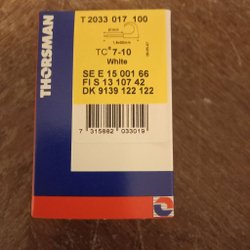 T 2033 017 100
TC® 7-10
White
SE E 15 001 66
FI S 13 107 42
DK 9139 122 122
7 315882 033019
THORSMAN